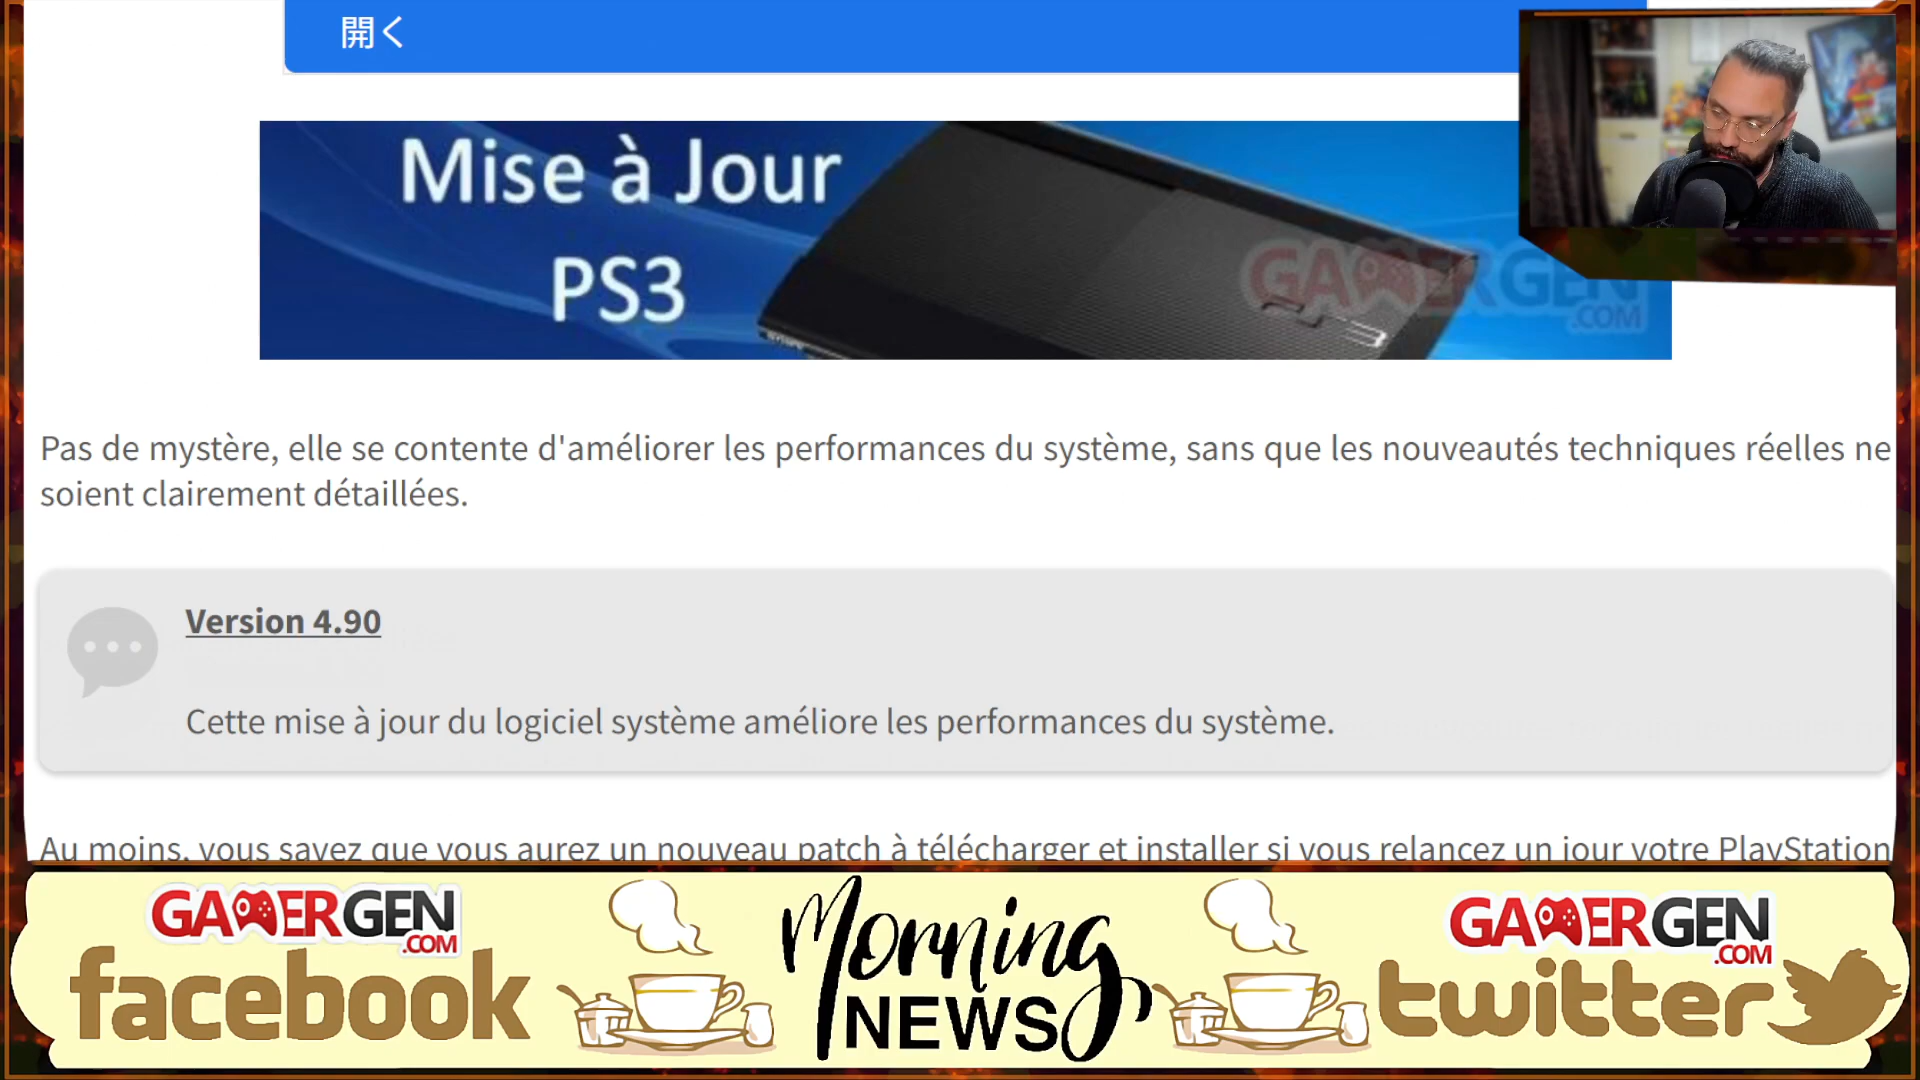 開く
Mise à Jour
PS3
GAMERGEN
.COM
Pas de mystère, elle se contente d'améliorer les performances du système, sans que les nouveautés techniques réelles ne
soient clairement détaillées.
Version 4.90
Cette mise à jour du logiciel système améliore les performances du système.
Au moins, vous savez que vous aurez un nouveau patch à télécharger et installer si vous relancez un jour votre PlayStation
GAMERGEN
.COM
facebook
Morning
NEWS
GAMERGEN
.COM
twitter